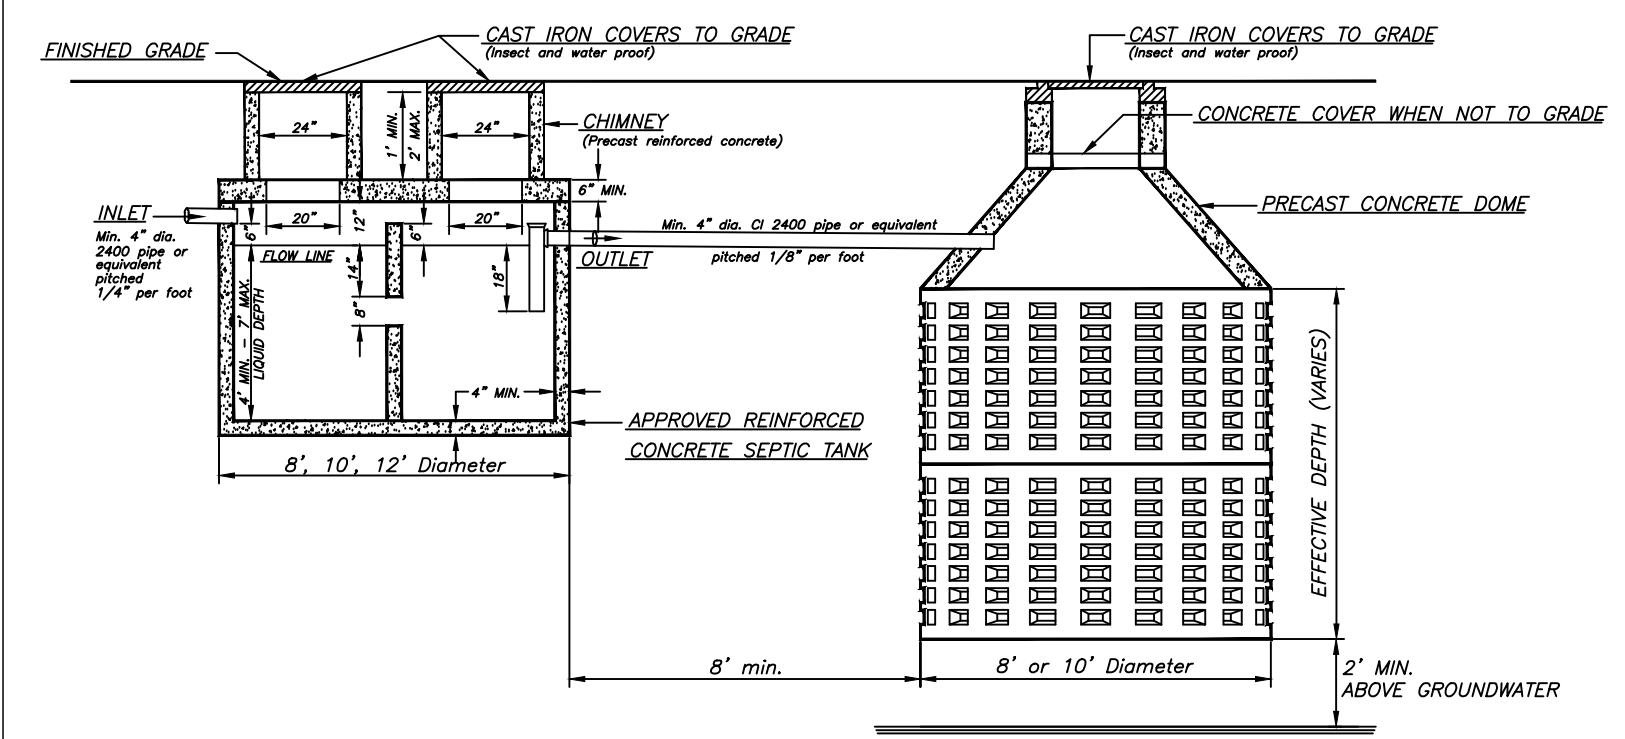 FINISHED GRADE
CAST IRON COVERS TO GRADE
(Insect and water proof)
CAST IRON COVERS TO GRADE
(Insect and water proof)
24"
1' MIN.
2' MAX.
24"
CHIMNEY
(Precast reinforced concrete)
CONCRETE COVER WHEN NOT TO GRADE
6" MIN.
INLET
Min. 4" dia.
2400 pipe or
equivalent
pitched
1/4" per foot
6"
20"
12"
6"
20"
FLOW LINE
14"
8"
18"
4' MIN. - 7' MAX.
LIQUID DEPTH
Min. 4" dia. CI 2400 pipe or equivalent
pitched 1/8" per foot
OUTLET
PRECAST CONCRETE DOME
4" MIN.
APPROVED REINFORCED
CONCRETE SEPTIC TANK
8', 10', 12' Diameter
EFFECTIVE DEPTH (VARIES)
8' min.
8' or 10' Diameter
2' MIN.
ABOVE GROUNDWATER